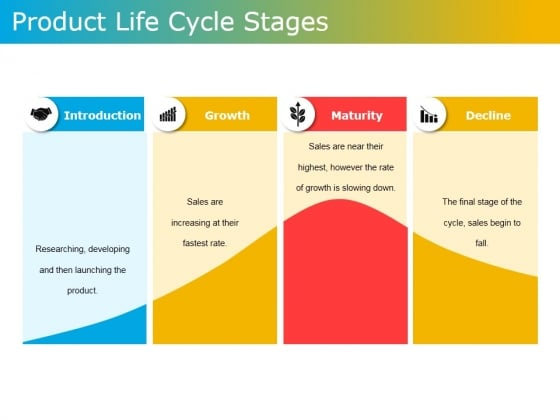 Product Life Cycle Stages
Introduction
Researching, developing
and then launching the
product.
Growth
Sales are
increasing at their
fastest rate.
Maturity
Sales are near their
highest, however the rate
of growth is slowing down.
Decline
The final stage of the
cycle, sales begin to
fall.